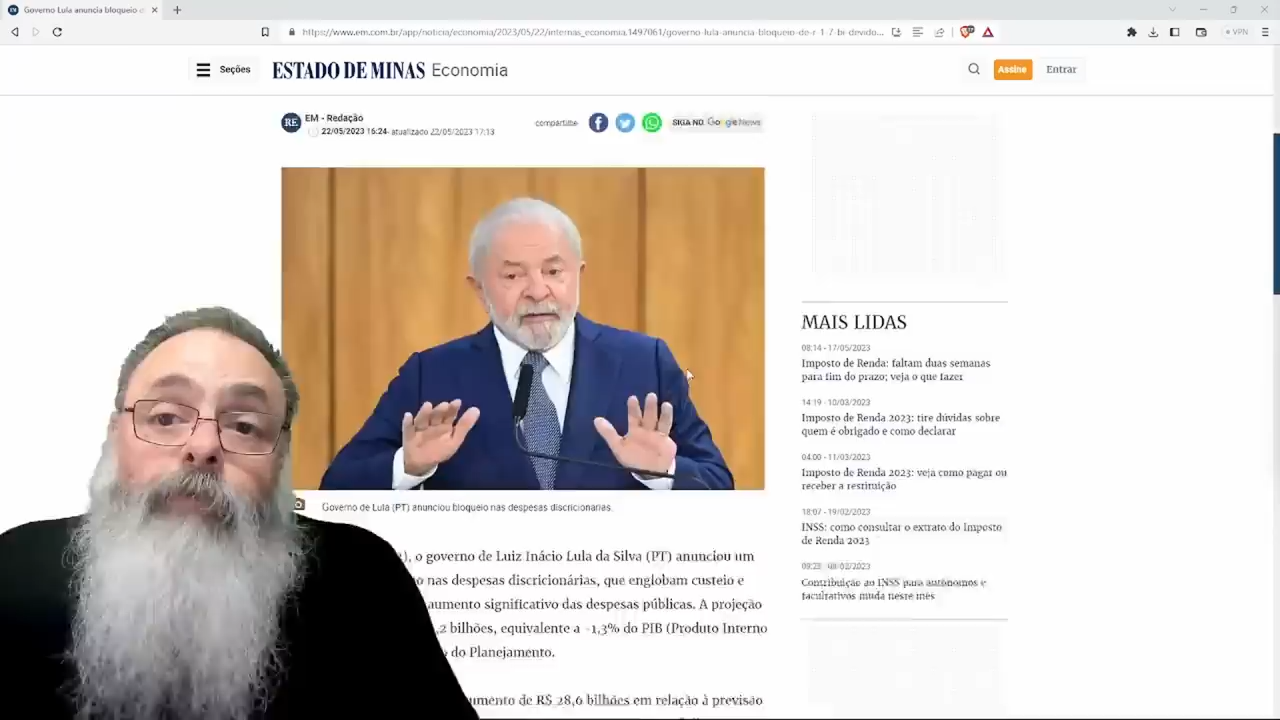 Governo Lula anuncia bloqueio d
https://www.em.com.br/app/noticia/economia/2023/05/22/internas_economia,1497061/governo-lula-anuncia-bloqueio-de-r-1-7-bi-devido...
VPN
Seções
ESTADO DE MINAS Economia
Assine
Entrar
RE
EM - Redação
22/05/2023 16:24 - atualizado 22/05/2023 17:13
compartilhe
SIGA NO Google News
Governo de Lula (PT) anunciou bloqueio nas despesas discricionárias.
), o governo de Luiz Inácio Lula da Silva (PT) anunciou um
nas despesas discricionárias, que englobam custeio e
aumento significativo das despesas públicas. A projeção
,2 bilhões, equivalente a -1,3% do PIB (Produto Interno
do Planejamento.
umento de R$ 28,6 bilhões em relação à previsão
MAIS LIDAS
08:14 - 17/05/2023
Imposto de Renda: faltam duas semanas
para fim do prazo; veja o que fazer
14:19 - 10/03/2023
Imposto de Renda 2023: tire dúvidas sobre
quem é obrigado e como declarar
04:00 - 11/03/2023
Imposto de Renda 2023: veja como pagar ou
receber a restituição
18:07 - 19/02/2023
INSS: como consultar o extrato do Imposto
de Renda 2023
Contribuição ao INSS para autônomos e
facultativos muda neste mês